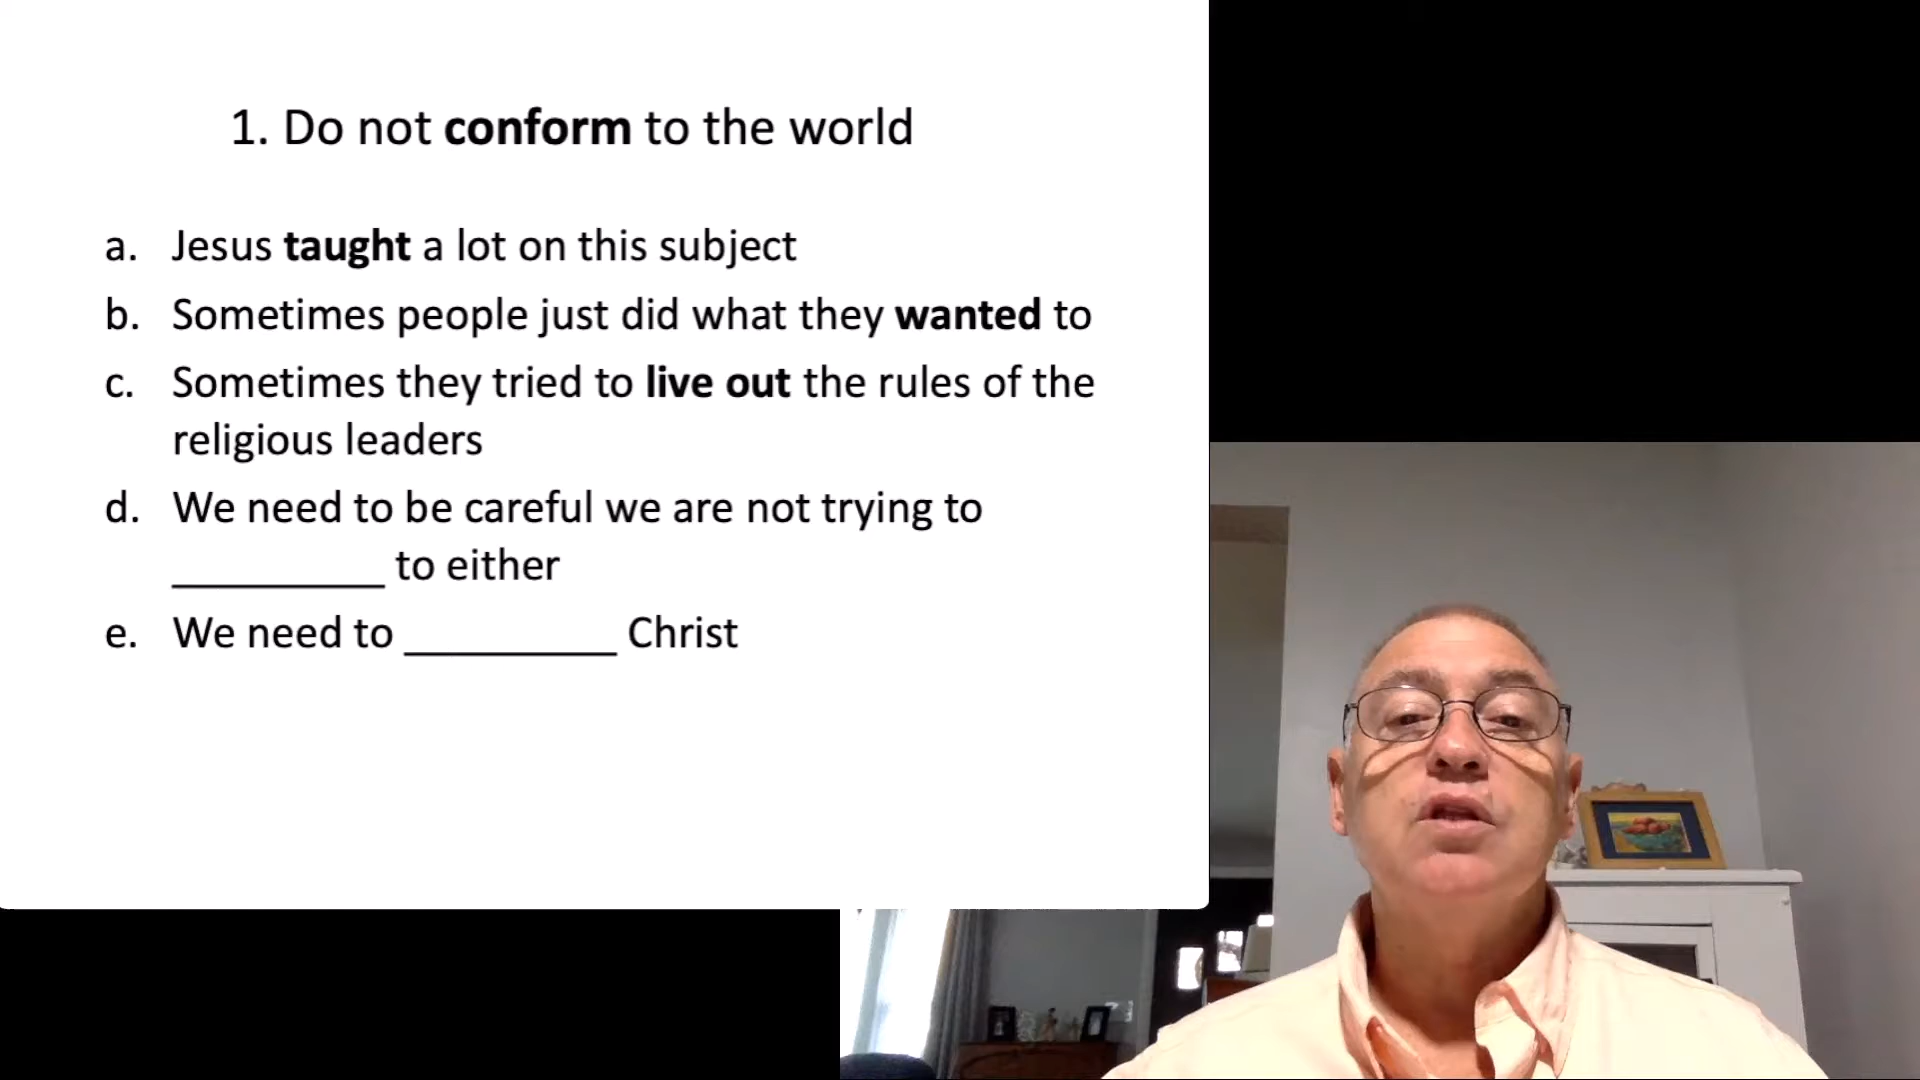 1. Do not conform to the world
a. Jesus taught a lot on this subject
b. Sometimes people just did what they wanted to
c. Sometimes they tried to live out the rules of the
religious leaders
d. We need to be careful we are not trying to
__________ to either
e. We need to __________ Christ